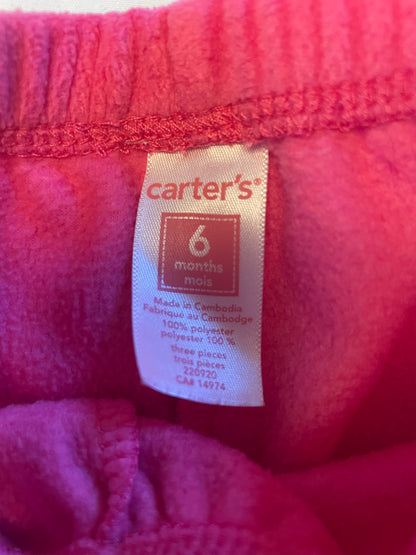 carter's®
6
months
mois
Made in Cambodia
Fabriqué au Cambodge
100% polyester
polyester 100 %
three pieces
trois pièces
220920
CA# 14974